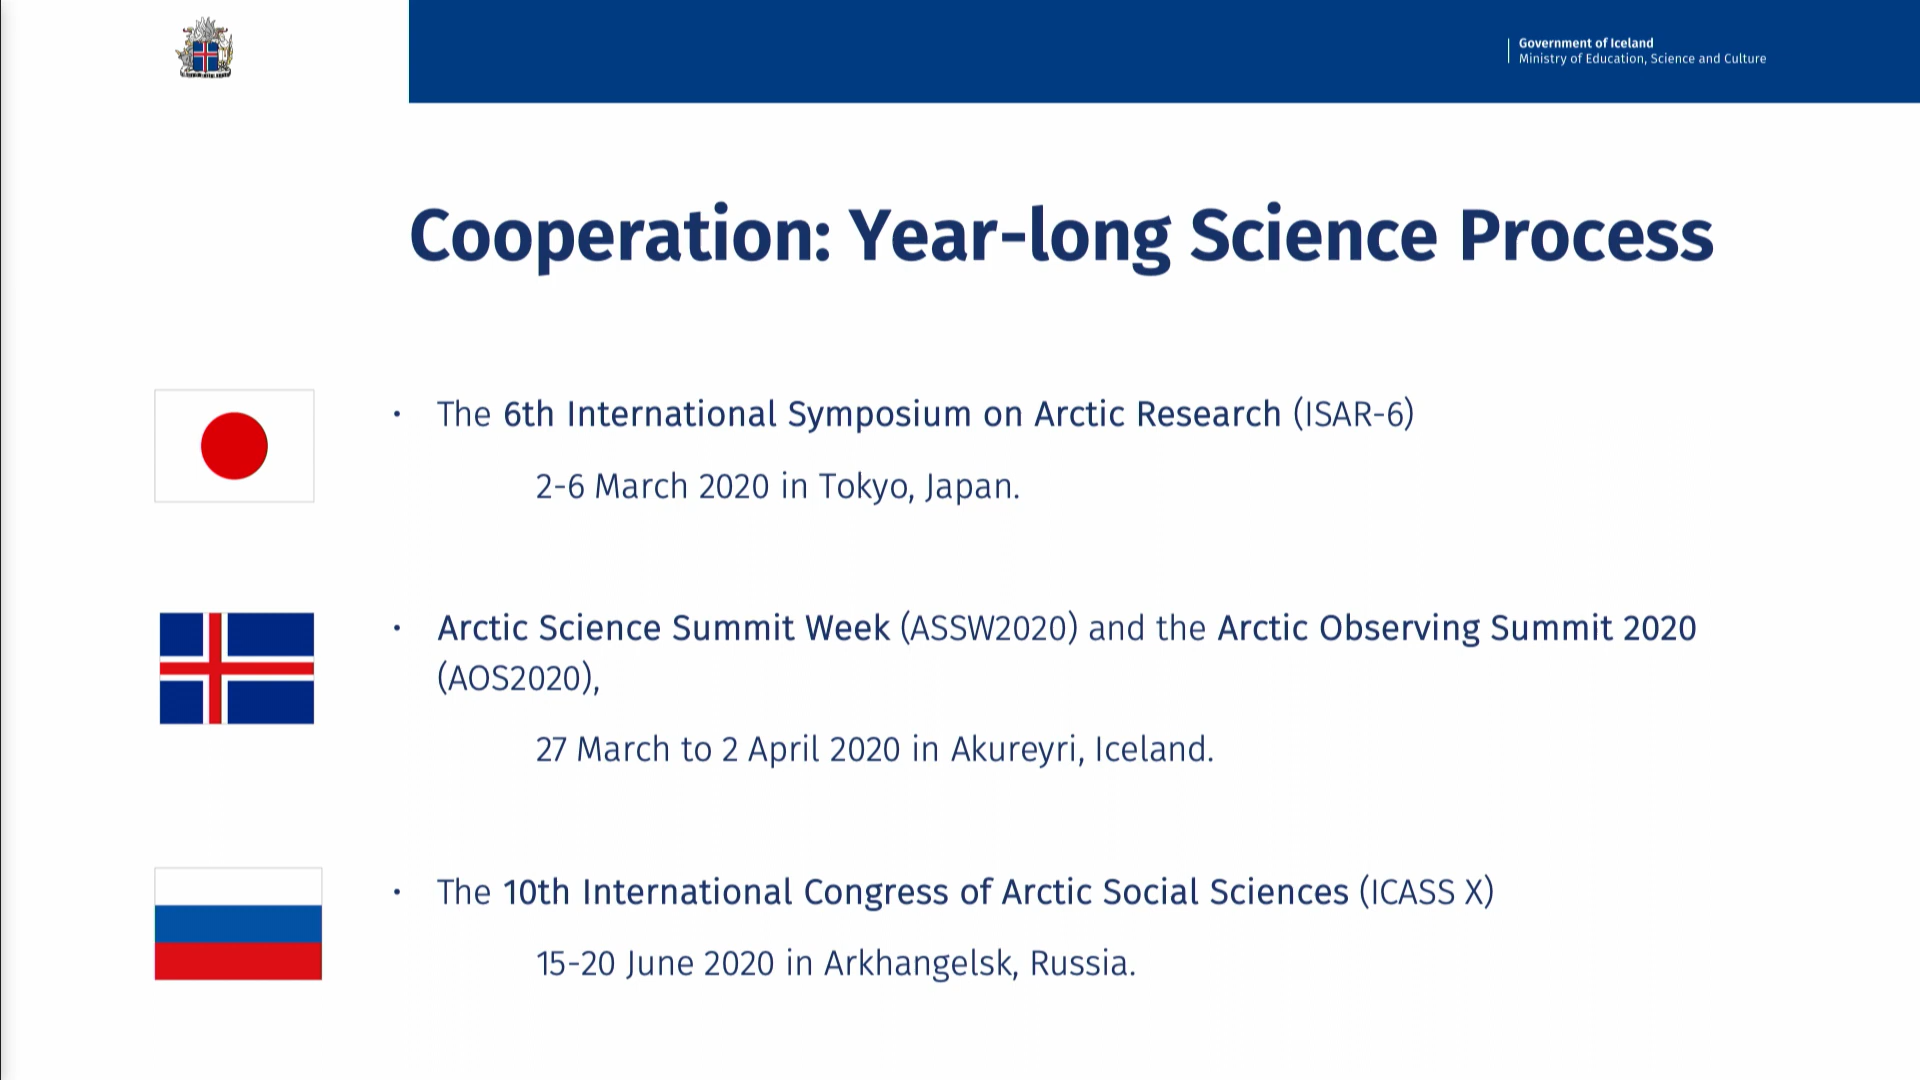 Government of Iceland
Ministry of Education, Science and Culture
Cooperation: Year-long Science Process
• The 6th International Symposium on Arctic Research (ISAR-6)
2-6 March 2020 in Tokyo, Japan.
• Arctic Science Summit Week (ASSW2020) and the Arctic Observing Summit 2020
(AOS2020),
27 March to 2 April 2020 in Akureyri, Iceland.
• The 10th International Congress of Arctic Social Sciences (ICASS X)
15-20 June 2020 in Arkhangelsk, Russia.